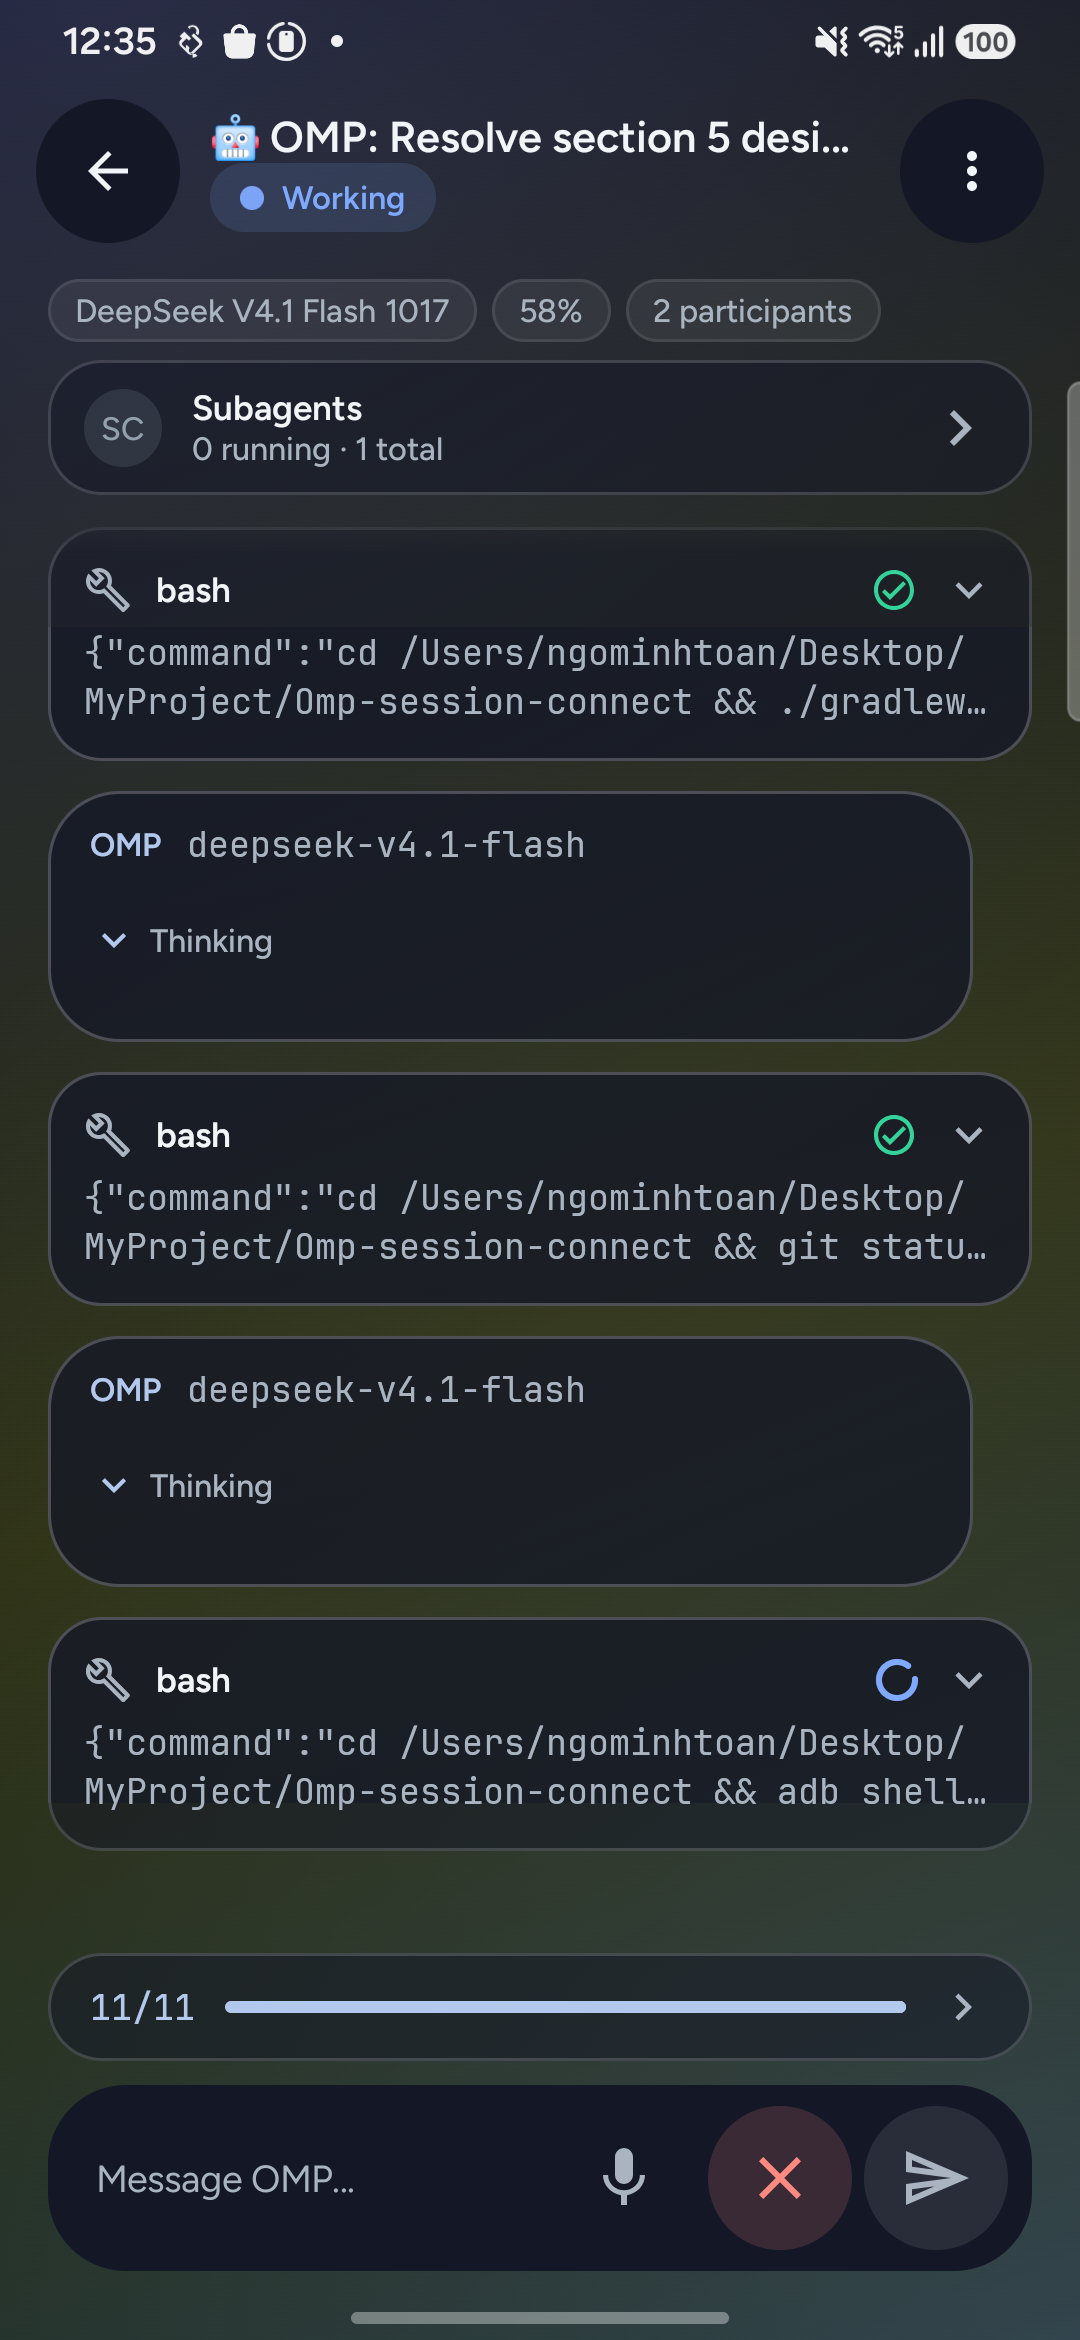 12:35
5
100
OMP: Resolve section 5 desi...
Working
DeepSeek V4.1 Flash 1017
58%
2 participants
SC
Subagents
0 running · 1 total
bash
{"command":"cd /Users/ngominhtoan/Desktop/
MyProject/Omp-session-connect && ./gradlew…
OMP deepseek-v4.1-flash
Thinking
bash
{"command":"cd /Users/ngominhtoan/Desktop/
MyProject/Omp-session-connect && git statu…
OMP deepseek-v4.1-flash
Thinking
bash
{"command":"cd /Users/ngominhtoan/Desktop/
MyProject/Omp-session-connect && adb shell…
11/11
Message OMP...